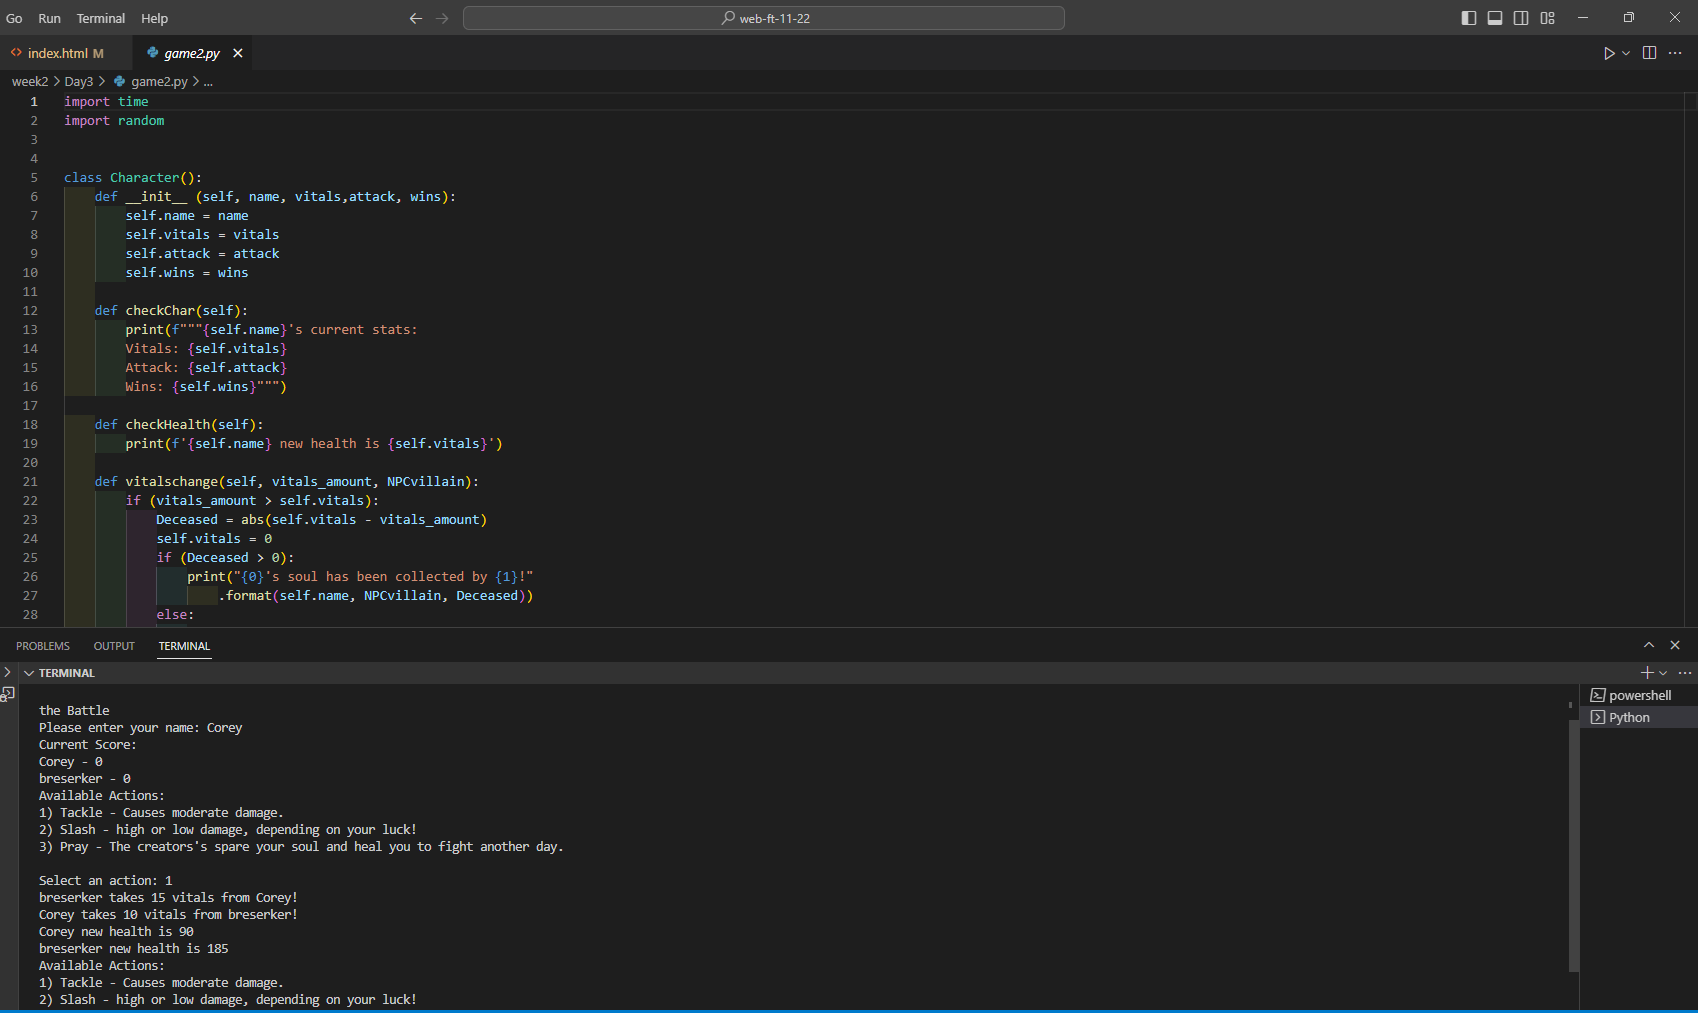 Go Run Terminal Help web-ft-11-22
index.html M game2.py
week2 > Day3 > game2.py > ...
1 import time
2 import random
3
4
5 class Character():
6 def __init__ (self, name, vitals,attack, wins):
7 self.name = name
8 self.vitals = vitals
9 self.attack = attack
10 self.wins = wins
11
12 def checkChar(self):
13 print(f"""{self.name}'s current stats:
14 Vitals: {self.vitals}
15 Attack: {self.attack}
16 Wins: {self.wins}""")
17
18 def checkHealth(self):
19 print(f'{self.name} new health is {self.vitals}')
20
21 def vitalschange(self, vitals_amount, NPCvillain):
22 if (vitals_amount > self.vitals):
23 Deceased = abs(self.vitals - vitals_amount)
24 self.vitals = 0
25 if (Deceased > 0):
26 print("{0}'s soul has been collected by {1}!"
27 .format(self.name, NPCvillain, Deceased))
28 else:
PROBLEMS OUTPUT TERMINAL
TERMINAL
powershell
Python
the Battle
Please enter your name: Corey
Current Score:
Corey - 0
breserker - 0
Available Actions:
1) Tackle - Causes moderate damage.
2) Slash - high or low damage, depending on your luck!
3) Pray - The creators's spare your soul and heal you to fight another day.
Select an action: 1
breserker takes 15 vitals from Corey!
Corey takes 10 vitals from breserker!
Corey new health is 90
breserker new health is 185
Available Actions:
1) Tackle - Causes moderate damage.
2) Slash - high or low damage, depending on your luck!